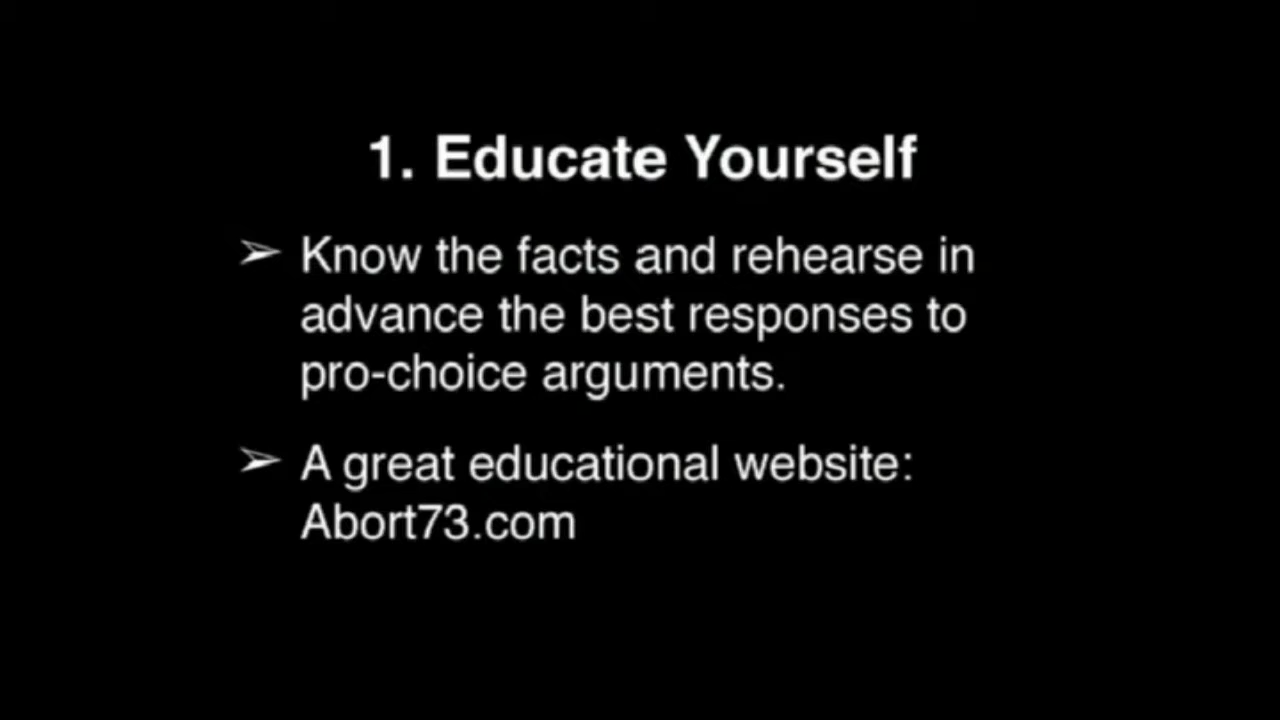 1. Educate Yourself
➢ Know the facts and rehearse in
advance the best responses to
pro-choice arguments.
➢ A great educational website:
Abort73.com